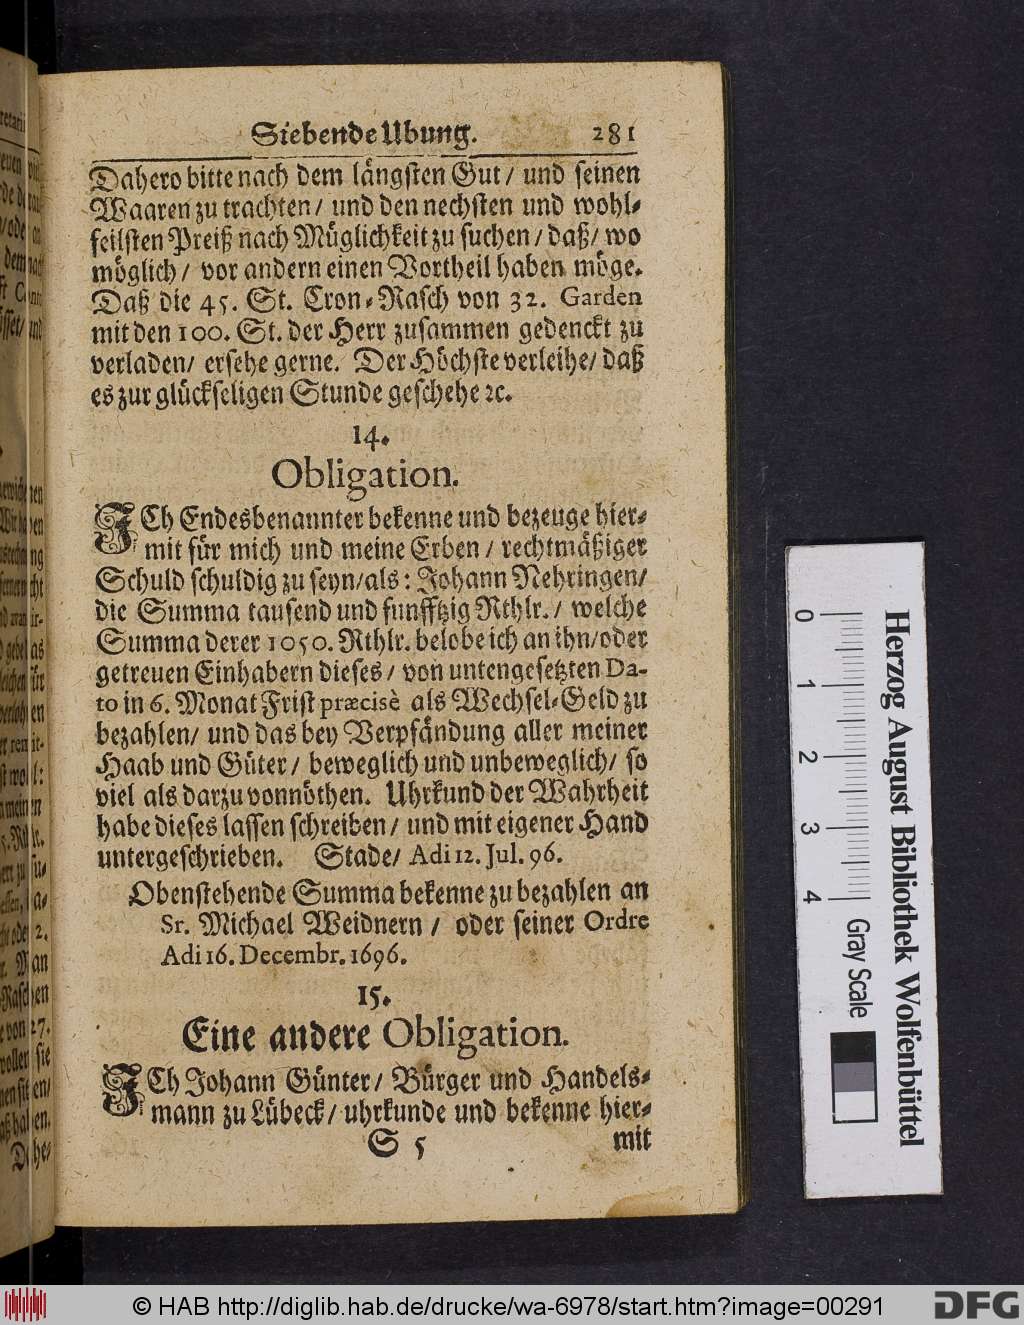 Siebende Ubung. 281
Dahero bitte nach dem längsten Gut / und seinen
Waaren zu trachten / und den nechsten und wohl-
feilsten Preiß nach Müglichkeit zu suchen / daß / wo
möglich / vor andern einen Vortheil haben möge.
Daß die 45. St. Cron-Rasch von 32. Garden
mit den 100. St. der Herr zusammen gedenckt zu
verladen / ersehe gerne. Der Höchste verleihe / daß
es zur glückseligen Stunde geschehe ꝛc.
14.
Obligation.
ICh Endesbenannter bekenne und bezeuge hier-
mit für mich und meine Erben / rechtmäßiger
Schuld schuldig zu seyn / als: Johann Nehringen /
die Summa tausend und funfftzig Rthlr. / welche
Summa derer 1050. Rthlr. belobe ich an ihn / oder
getreuen Einhabern dieses / von untengesetzten Da-
to in 6. Monat Frist præcisè als Wechsel-Geld zu
bezahlen / und das bey Verpfändung aller meiner
Haab und Güter / beweglich und unbeweglich / so
viel als darzu vonnöthen. Uhrkund der Wahrheit
habe dieses lassen schreiben / und mit eigener Hand
untergeschrieben. Stade / Adi 12. Jul. 96.
Obenstehende Summa bekenne zu bezahlen an
Sr. Michael Weidnern / oder seiner Ordre
Adi 16. Decembr. 1696.
15.
Eine andere Obligation.
ICh Johann Günter / Bürger und Handels-
mann zu Lübeck / uhrkunde und bekenne hier-
S 5 mit
Herzog August Bibliothek Wolfenbüttel
0 1 2 3 4 Gray Scale
© HAB http://diglib.hab.de/drucke/wa-6978/start.htm?image=00291
DFG